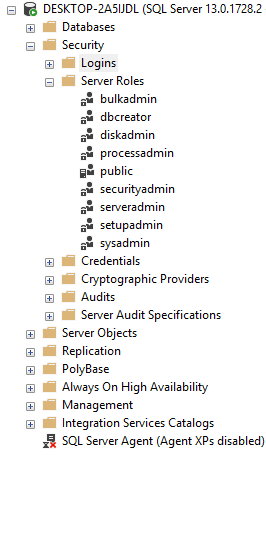 DESKTOP-2A5IJDL (SQL Server 13.0.1728.2
Databases
Security
Logins
Server Roles
bulkadmin
dbcreator
diskadmin
processadmin
public
securityadmin
serveradmin
setupadmin
sysadmin
Credentials
Cryptographic Providers
Audits
Server Audit Specifications
Server Objects
Replication
PolyBase
Always On High Availability
Management
Integration Services Catalogs
SQL Server Agent (Agent XPs disabled)